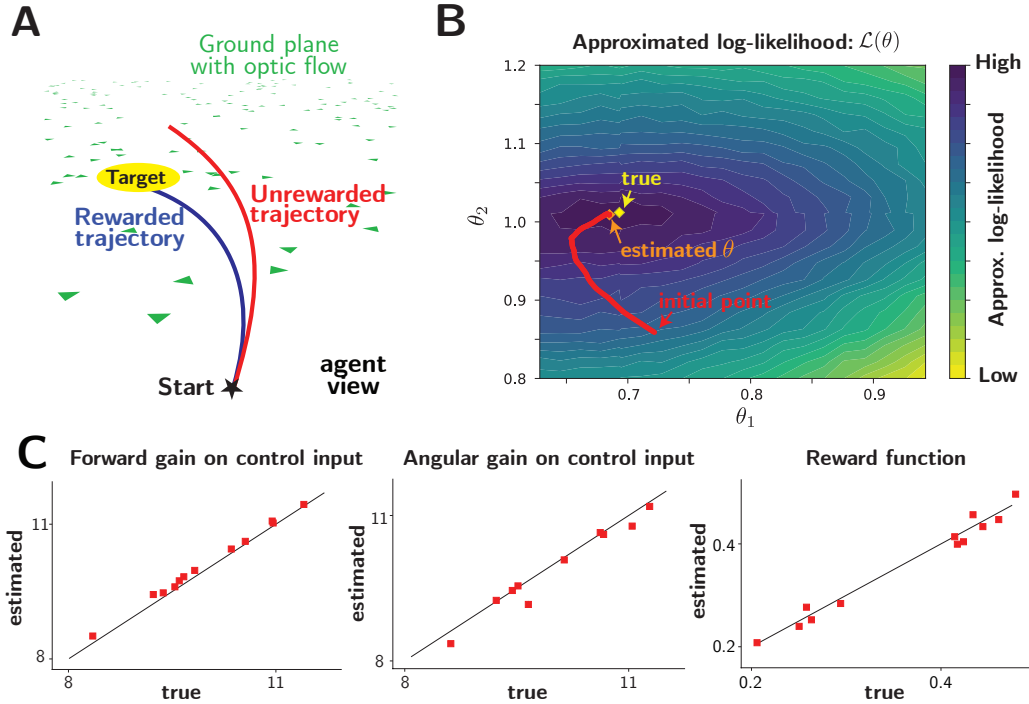 A
Ground plane
with optic flow
Target
Rewarded
trajectory
Unrewarded
trajectory
Start
agent
view
B
Approximated log-likelihood: ℒ(θ)
1.2
1.1
1.0
0.9
0.8
θ₂
0.7
0.8
0.9
θ₁
true
estimated θ
initial point
High
Low
Approx. log-likelihood
C
Forward gain on control input
11
8
estimated
8
11
true
Angular gain on control input
11
8
estimated
8
11
true
Reward function
0.4
0.2
estimated
0.2
0.4
true